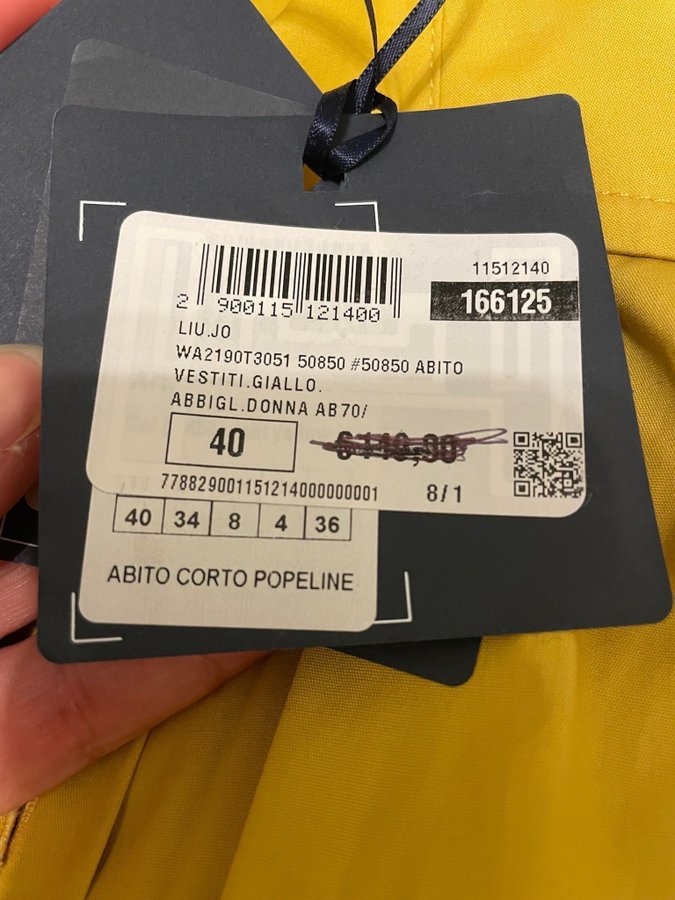 11512140
166125
2 900115 121400
LIU.JO
WA2190T3051 50850 #50850 ABITO
VESTITI.GIALLO.
ABBIGL.DONNA AB70/
40
7788290011512140000000001
8/1
40 34 8 4 36
ABITO CORTO POPELINE